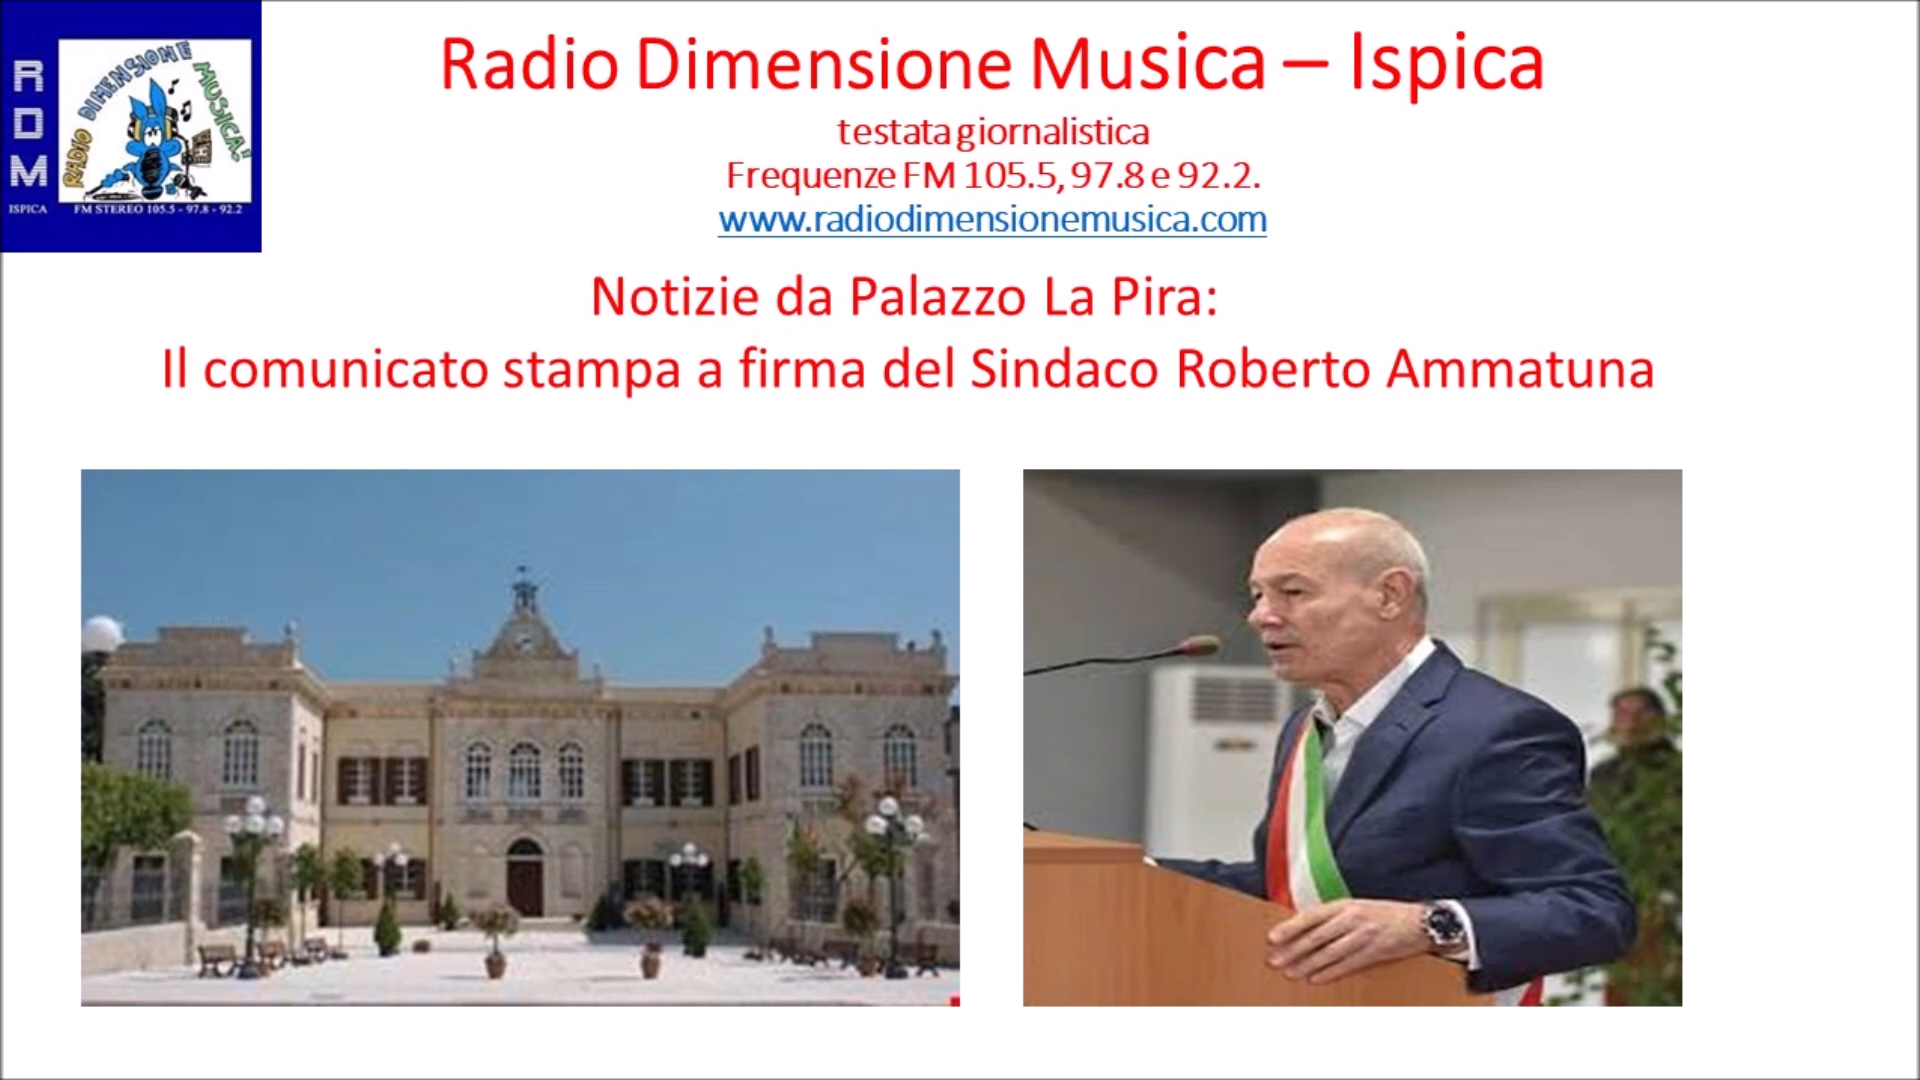 RDM
ISPICA
RADIO DIMENSIONE MUSICA!
FM STEREO 105.5 - 97.8 - 92.2
Radio Dimensione Musica – Ispica
testata giornalistica
Frequenze FM 105.5, 97.8 e 92.2.
www.radiodimensionemusica.com
Notizie da Palazzo La Pira:
Il comunicato stampa a firma del Sindaco Roberto Ammatuna